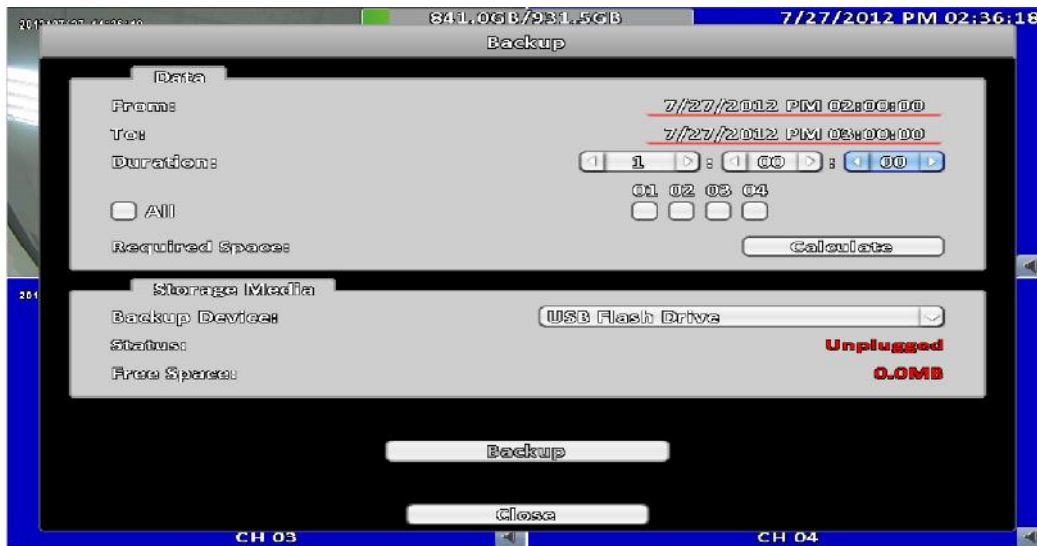 841.0GB/931.5GB 7/27/2012 PM 02:36:18
Backup
Data
From: 7/27/2012 PM 02:00:00
To: 7/27/2012 PM 03:00:00
Duration: 1 : 00 : 00
01 02 03 04
All
Required Space: Calculate
201
Storage Media
Backup Device: USB Flash Drive
Status: Unplugged
Free Space: 0.0MB
Backup
Close
CH 03 CH 04